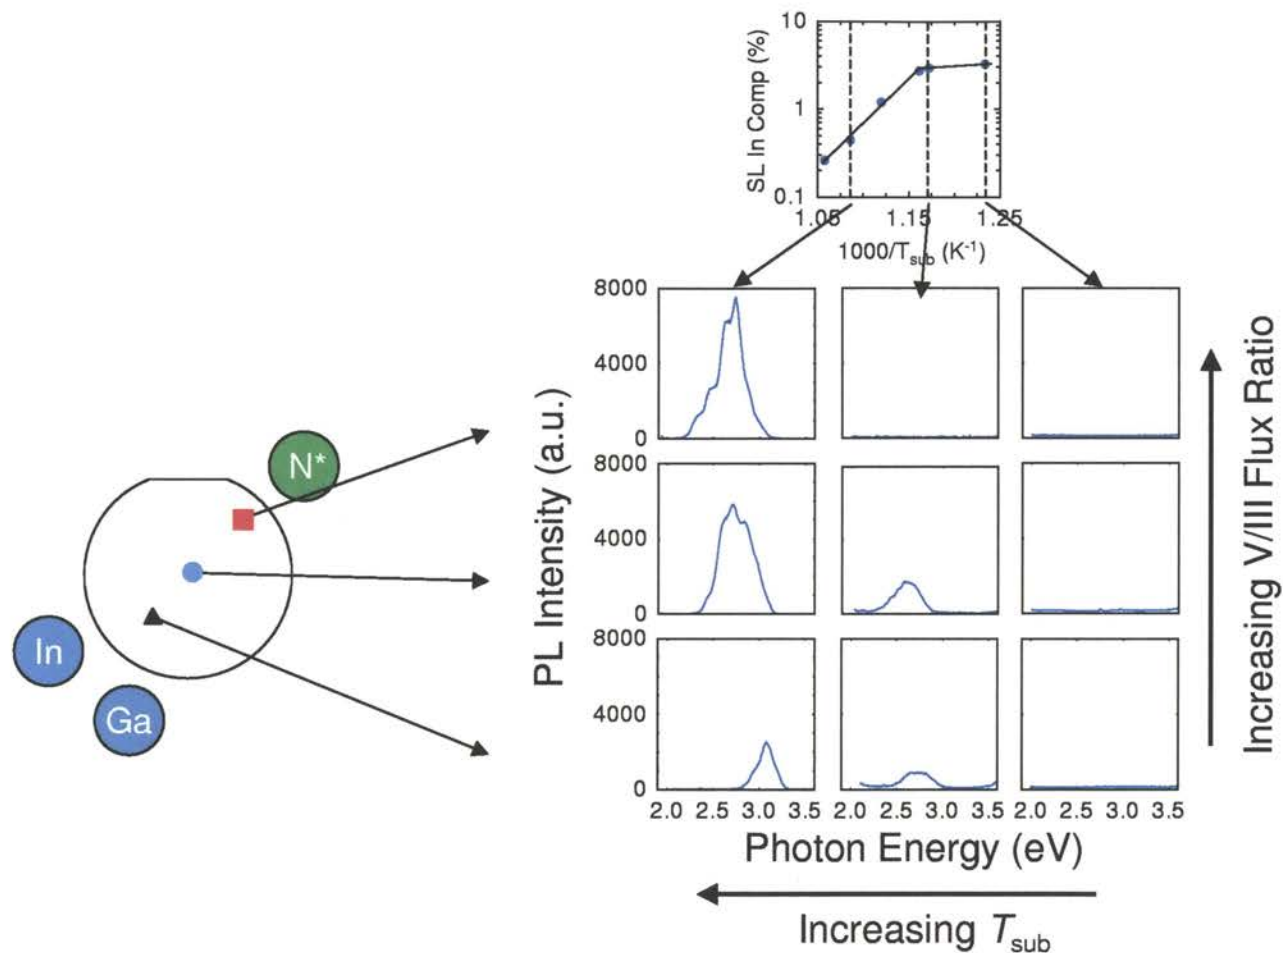 10
1
0.1
SL In Comp (%)
1.05
1.15
1.25
1000/T_sub (K⁻¹)
8000
4000
0
8000
4000
0
8000
4000
0
PL Intensity (a.u.)
Increasing V/III Flux Ratio
N*
In
Ga
2.0 2.5 3.0 3.5
2.0 2.5 3.0 3.5
2.0 2.5 3.0 3.5
Photon Energy (eV)
Increasing T_sub